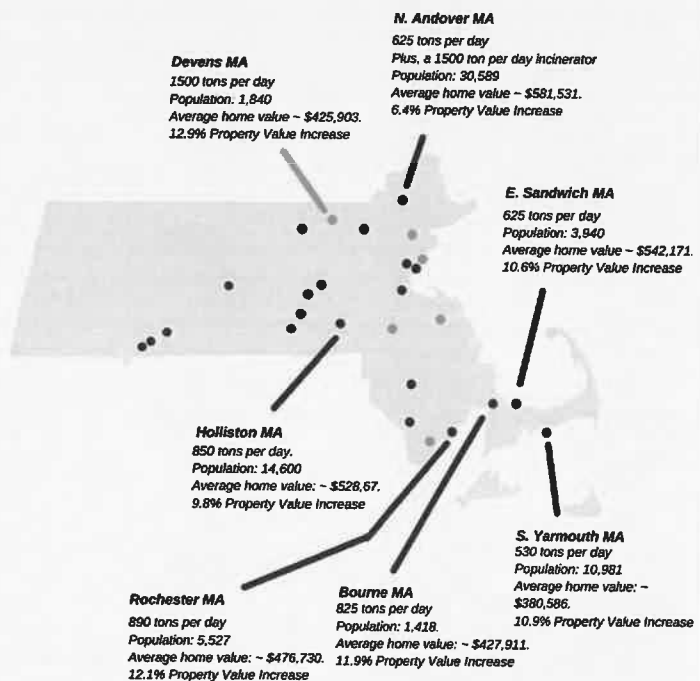 N. Andover MA
625 tons per day
Plus, a 1500 ton per day incinerator
Population: 30,589
Average home value ~ $581,531.
6.4% Property Value Increase
Devens MA
1500 tons per day
Population: 1,840
Average home value ~ $425,903.
12.9% Property Value Increase
E. Sandwich MA
625 tons per day
Population: 3,940
Average home value ~ $542,171.
10.6% Property Value Increase
Holliston MA
850 tons per day.
Population: 14,600
Average home value: ~ $528,67.
9.8% Property Value Increase
S. Yarmouth MA
530 tons per day
Population: 10,981
Average home value: ~
$380,586.
10.9% Property Value Increase
Rochester MA
890 tons per day
Population: 5,527
Average home value: ~ $476,730.
12.1% Property Value Increase
Bourne MA
825 tons per day
Population: 1,418.
Average home value: ~ $427,911.
11.9% Property Value Increase